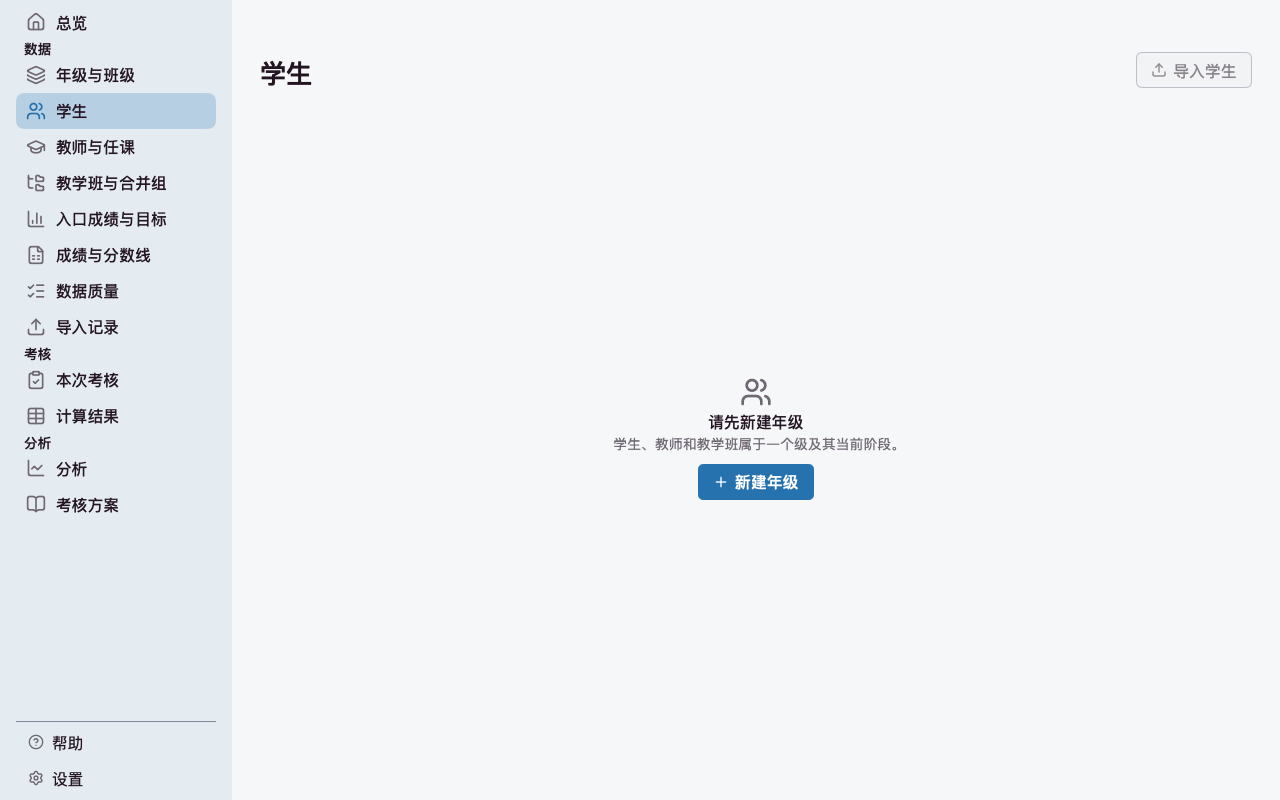 总览
数据
年级与班级
学生
教师与任课
教学班与合并组
入口成绩与目标
成绩与分数线
数据质量
导入记录
考核
本次考核
计算结果
分析
分析
考核方案
帮助
设置
学生
导入学生
请先新建年级
学生、教师和教学班属于一个级及其当前阶段。
新建年级